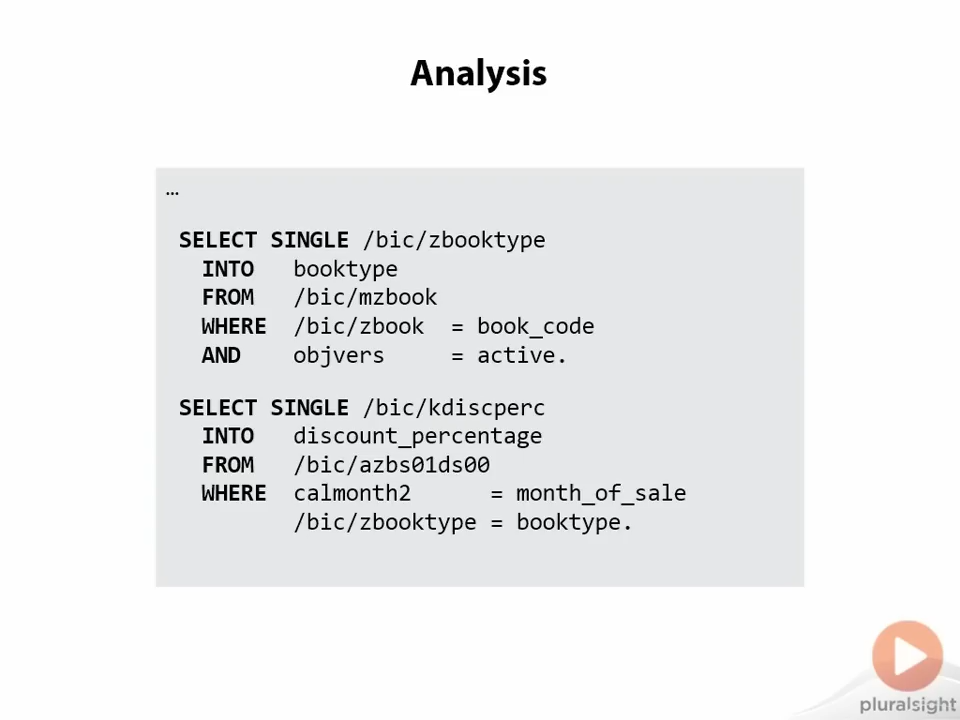 Analysis
…
SELECT SINGLE /bic/zbooktype
INTO booktype
FROM /bic/mzbook
WHERE /bic/zbook = book_code
AND objvers = active.
SELECT SINGLE /bic/kdiscperc
INTO discount_percentage
FROM /bic/azbs01ds00
WHERE calmonth2 = month_of_sale
/bic/zbooktype = booktype.
pluralsight